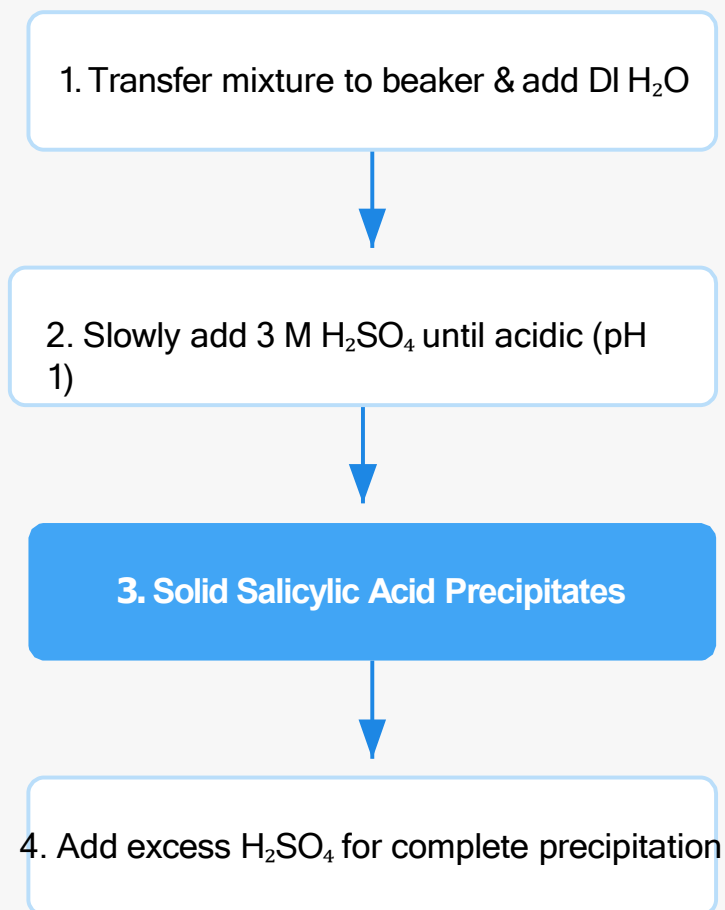 1. Transfer mixture to beaker & add DI H₂O
2. Slowly add 3 M H₂SO₄ until acidic (pH
1)
3. Solid Salicylic Acid Precipitates
4. Add excess H₂SO₄ for complete precipitation